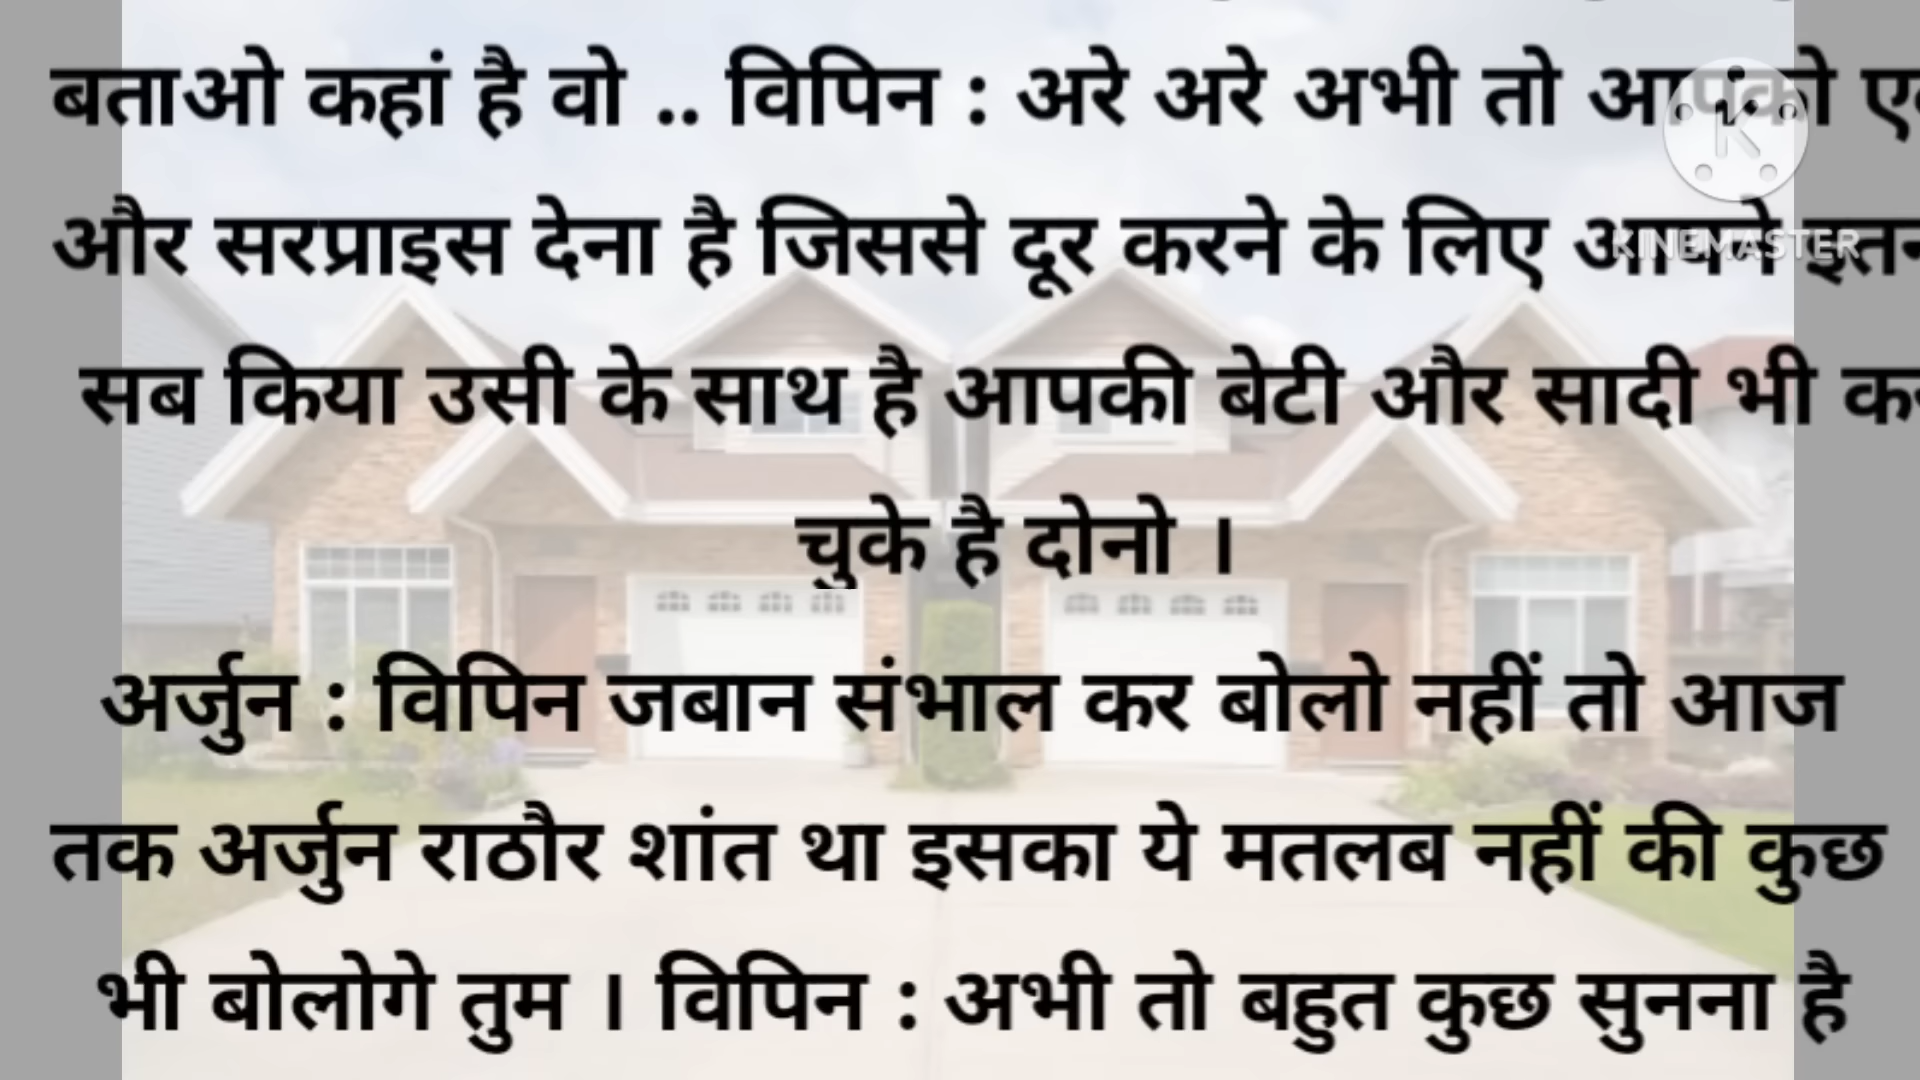 बताओ कहां है वो .. विपिन : अरे अरे अभी तो आपको
और सरप्राइस देना है जिससे दूर करने के लिए आपने
सब किया उसी के साथ है आपकी बेटी और सादी भी
चुके है दोनो ।
अर्जुन : विपिन जबान संभाल कर बोलो नहीं तो आज
तक अर्जुन राठौर शांत था इसका ये मतलब नहीं की कुछ
भी बोलोगे तुम । विपिन : अभी तो बहुत कुछ सुनना है
K
KINEMASTER